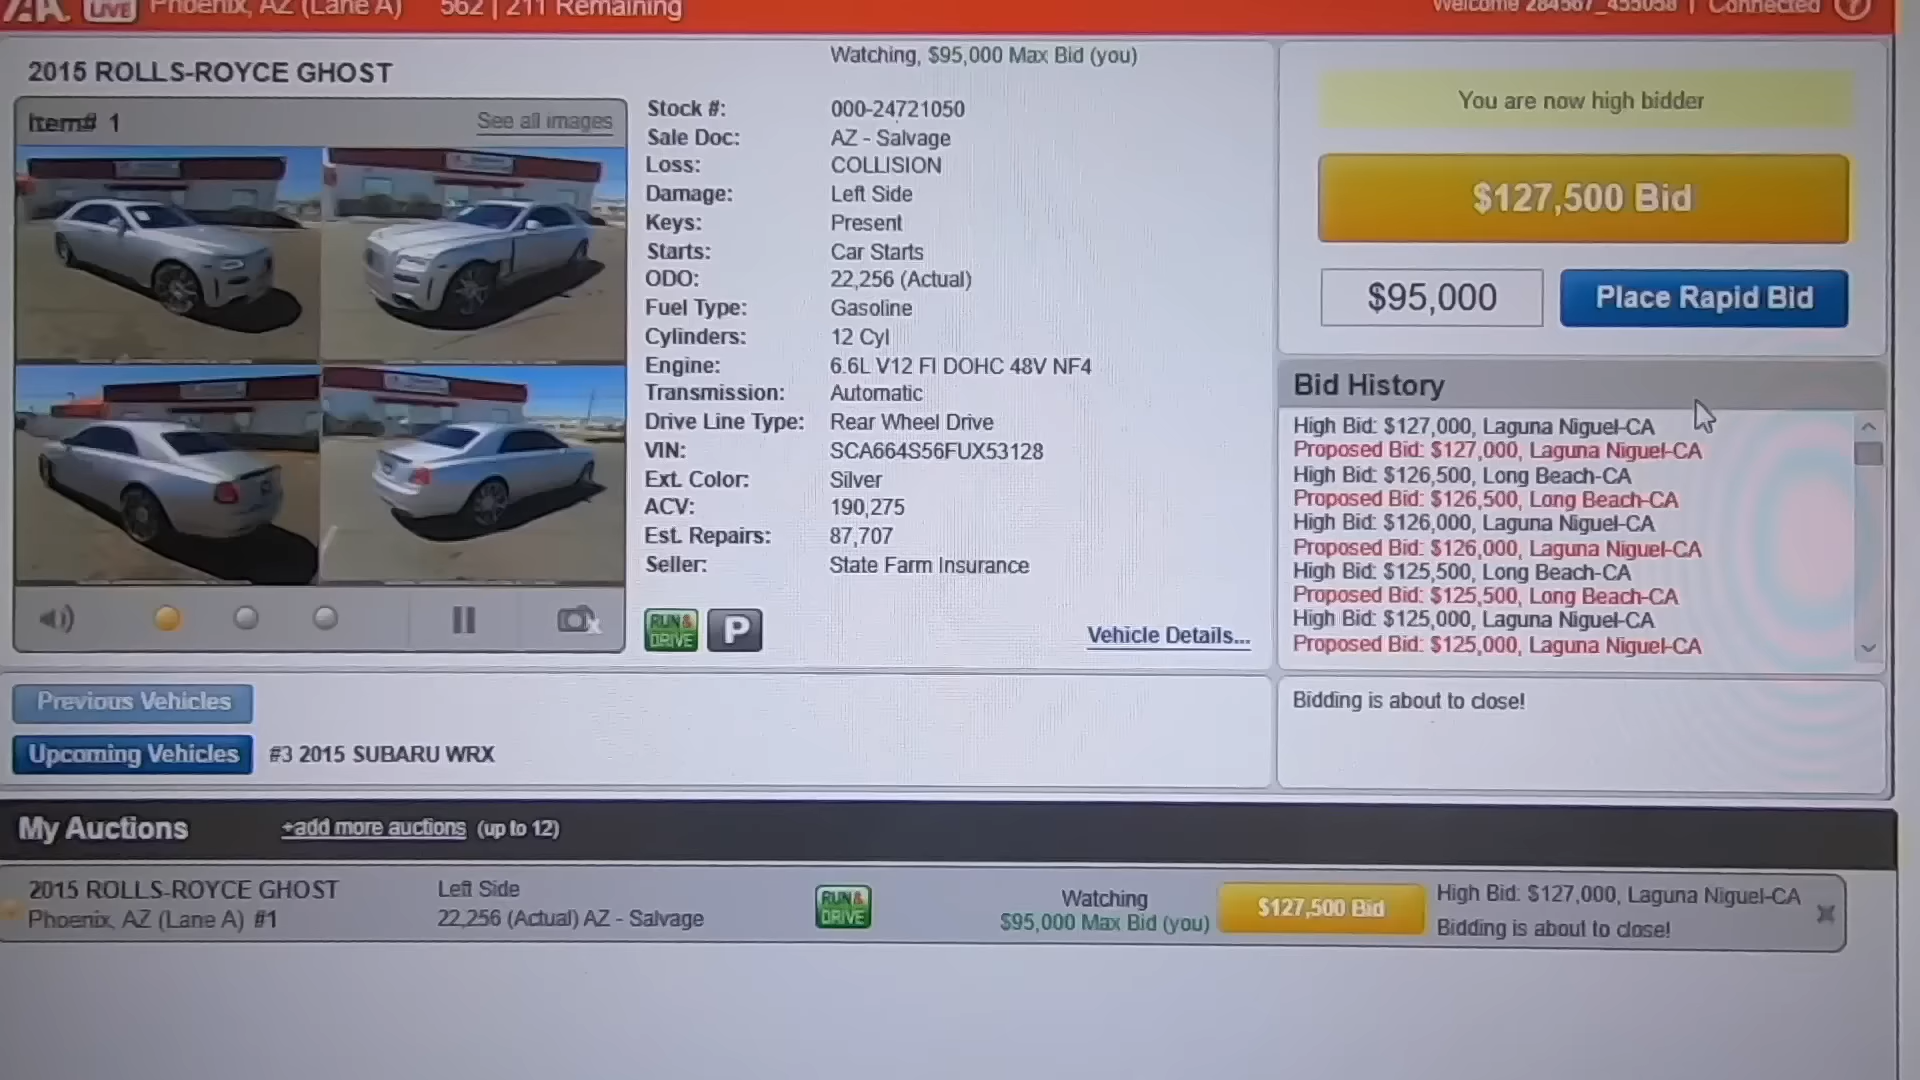 LIVE Phoenix, AZ (Lane A) 562 | 211 Remaining
Welcome 284567_455058 | Connected ?
2015 ROLLS-ROYCE GHOST
Watching, $95,000 Max Bid (you)
Item# 1 See all images
Stock #: 000-24721050
Sale Doc: AZ - Salvage
Loss: COLLISION
Damage: Left Side
Keys: Present
Starts: Car Starts
ODO: 22,256 (Actual)
Fuel Type: Gasoline
Cylinders: 12 Cyl
Engine: 6.6L V12 FI DOHC 48V NF4
Transmission: Automatic
Drive Line Type: Rear Wheel Drive
VIN: SCA664S56FUX53128
Ext. Color: Silver
ACV: 190,275
Est. Repairs: 87,707
Seller: State Farm Insurance
RUN& DRIVE P
Vehicle Details...
You are now high bidder
$127,500 Bid
$95,000 Place Rapid Bid
Bid History
High Bid: $127,000, Laguna Niguel-CA
Proposed Bid: $127,000, Laguna Niguel-CA
High Bid: $126,500, Long Beach-CA
Proposed Bid: $126,500, Long Beach-CA
High Bid: $126,000, Laguna Niguel-CA
Proposed Bid: $126,000, Laguna Niguel-CA
High Bid: $125,500, Long Beach-CA
Proposed Bid: $125,500, Long Beach-CA
High Bid: $125,000, Laguna Niguel-CA
Proposed Bid: $125,000, Laguna Niguel-CA
Bidding is about to close!
Previous Vehicles
Upcoming Vehicles #3 2015 SUBARU WRX
My Auctions +add more auctions (up to 12)
2015 ROLLS-ROYCE GHOST
Phoenix, AZ (Lane A) #1
Left Side
22,256 (Actual) AZ - Salvage
RUN& DRIVE
Watching
$95,000 Max Bid (you)
$127,500 Bid
High Bid: $127,000, Laguna Niguel-CA
Bidding is about to close!